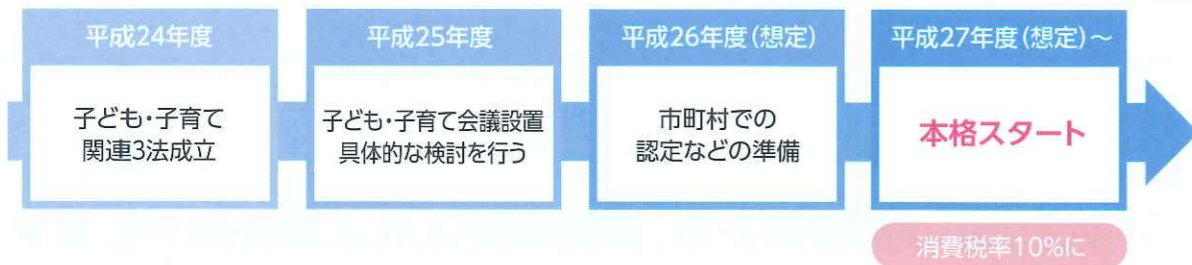 平成24年度
子ども・子育て
関連3法成立
平成25年度
子ども・子育て会議設置
具体的な検討を行う
平成26年度(想定)
市町村での
認定などの準備
平成27年度(想定)～
本格スタート
消費税率10%に